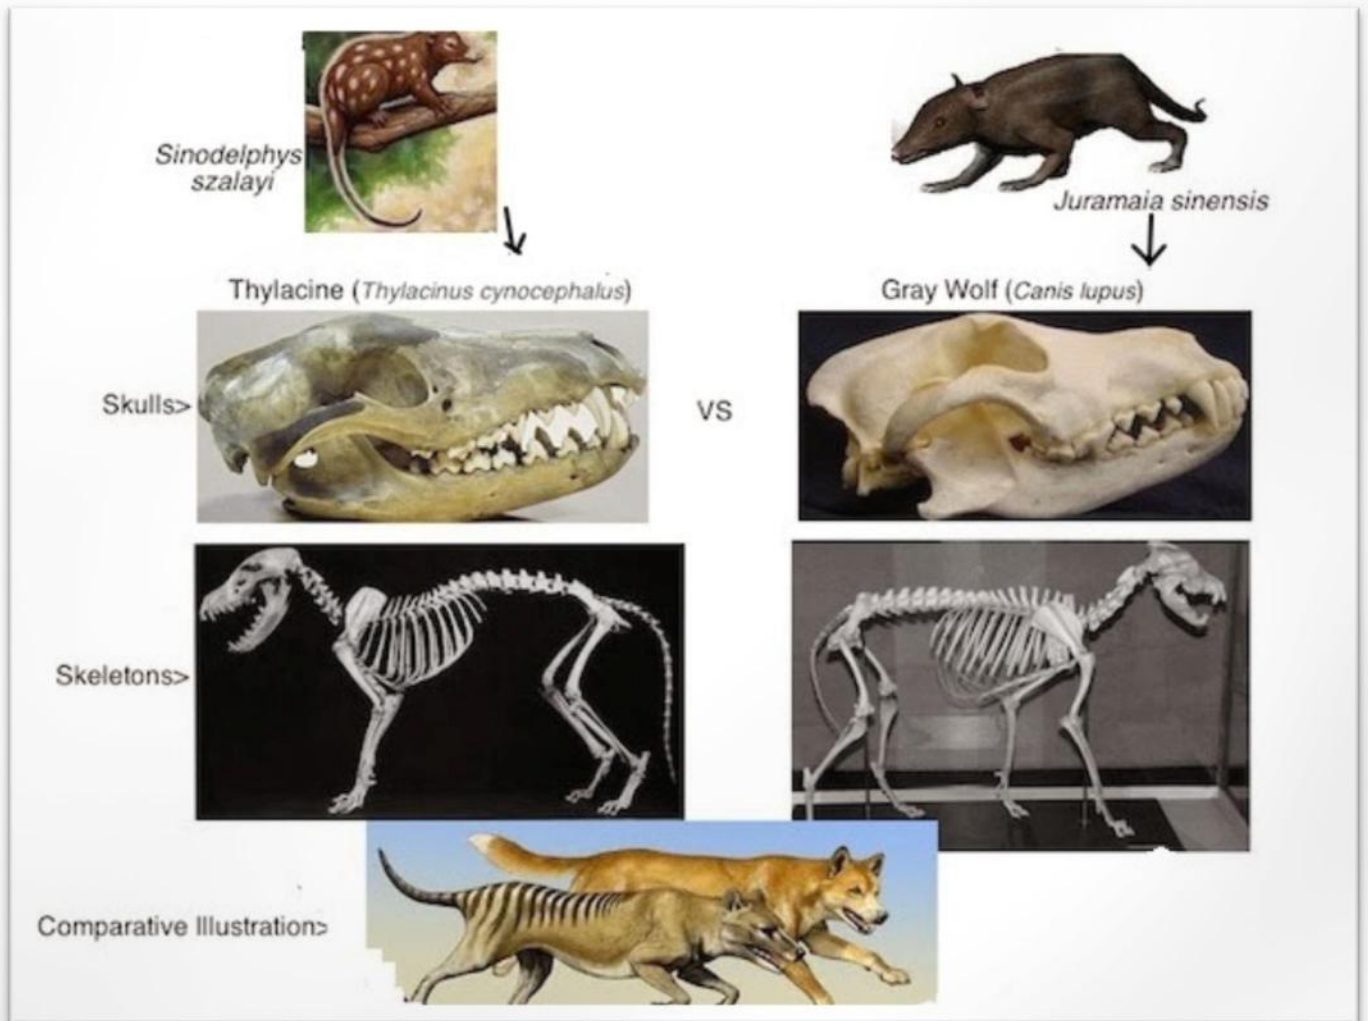 Sinodelphys
szalayi
Juramaia sinensis
Thylacine (Thylacinus cynocephalus)
Gray Wolf (Canis lupus)
Skulls>
vs
Skeletons>
Comparative Illustration>